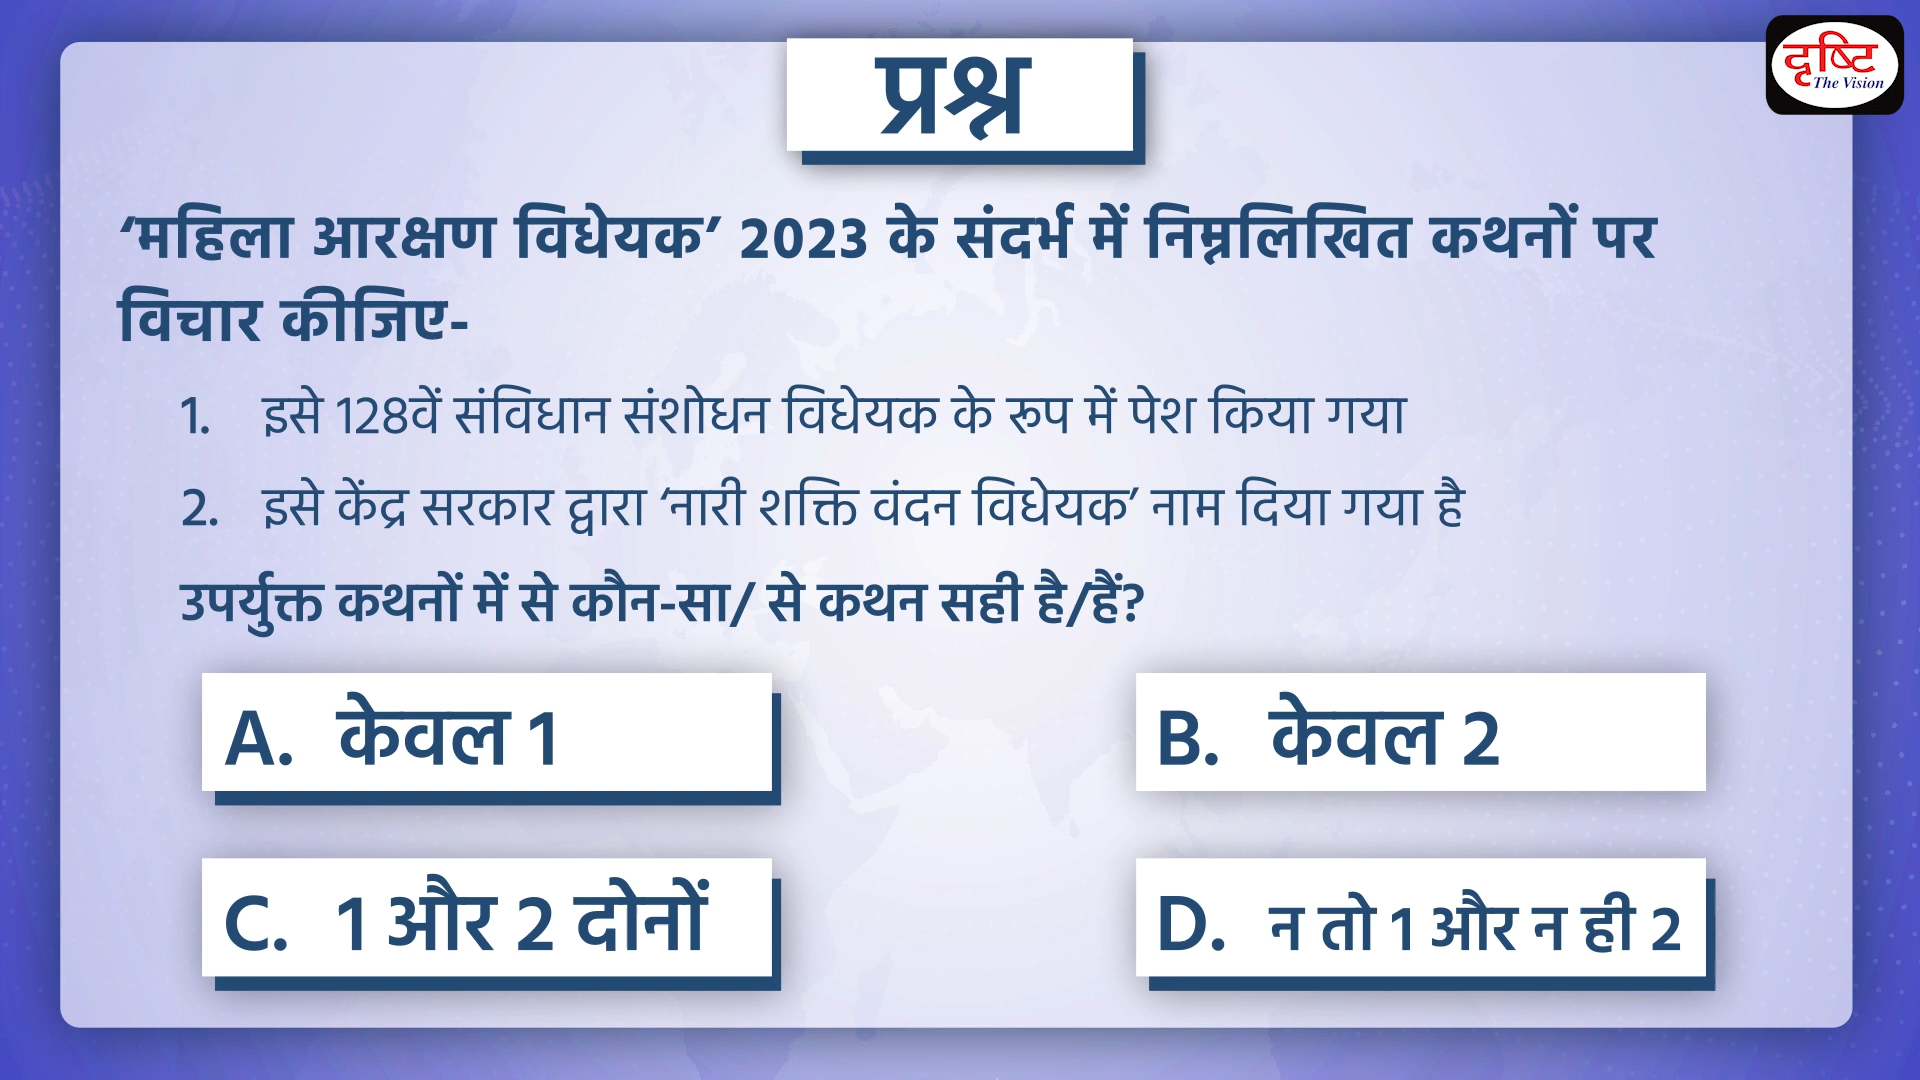 प्रश्न
दृष्टि
The Vision
‘महिला आरक्षण विधेयक’ 2023 के संदर्भ में निम्नलिखित कथनों पर
विचार कीजिए-
1. इसे 128वें संविधान संशोधन विधेयक के रूप में पेश किया गया
2. इसे केंद्र सरकार द्वारा ‘नारी शक्ति वंदन विधेयक’ नाम दिया गया है
उपर्युक्त कथनों में से कौन-सा/ से कथन सही है/हैं?
A. केवल 1
B. केवल 2
C. 1 और 2 दोनों
D. न तो 1 और न ही 2